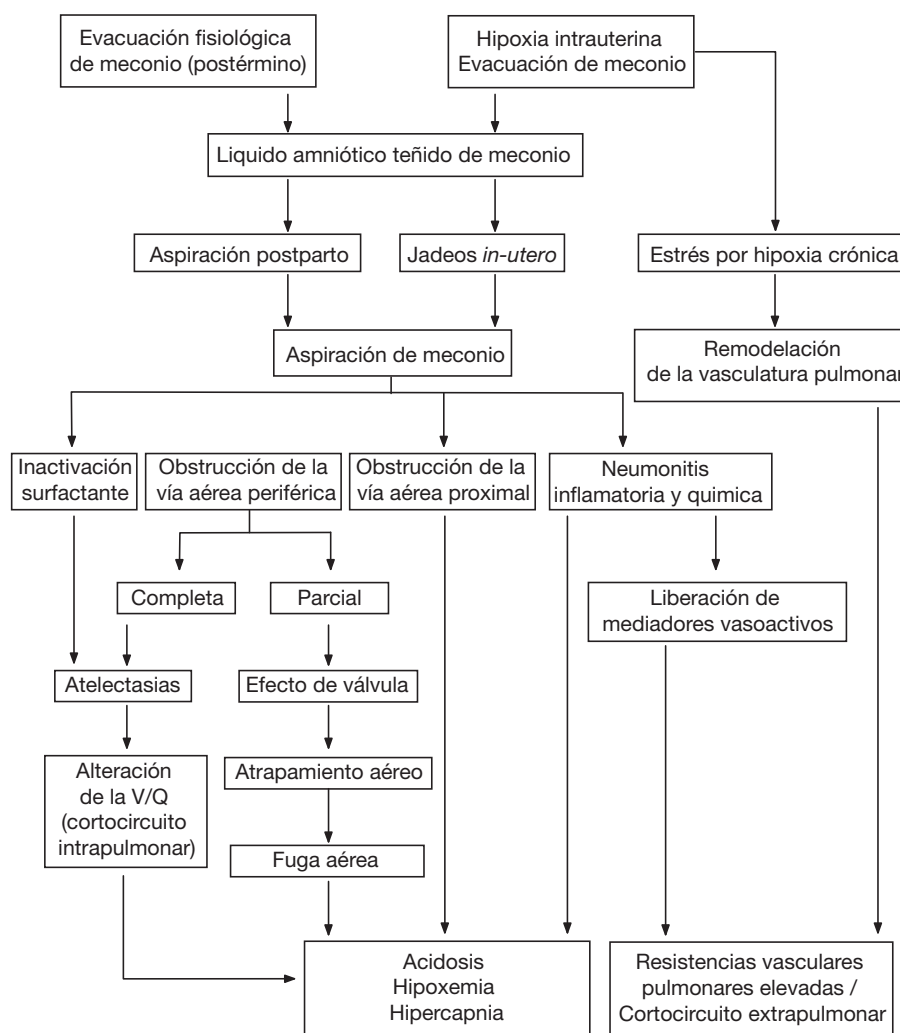 Evacuación fisiológica
de meconio (postérmino)
Hipoxia intrauterina
Evacuación de meconio
Liquido amniótico teñido de meconio
Aspiración postparto
Jadeos in-utero
Estrés por hipoxia crónica
Aspiración de meconio
Remodelación
de la vasculatura pulmonar
Inactivación
surfactante
Obstrucción de la
vía aérea periférica
Obstrucción de la
vía aérea proximal
Neumonitis
inflamatoria y quimica
Completa
Parcial
Liberación de
mediadores vasoactivos
Atelectasias
Efecto de válvula
Alteración
de la V/Q
(cortocircuito
intrapulmonar)
Atrapamiento aéreo
Fuga aérea
Acidosis
Hipoxemia
Hipercapnia
Resistencias vasculares
pulmonares elevadas /
Cortocircuito extrapulmonar